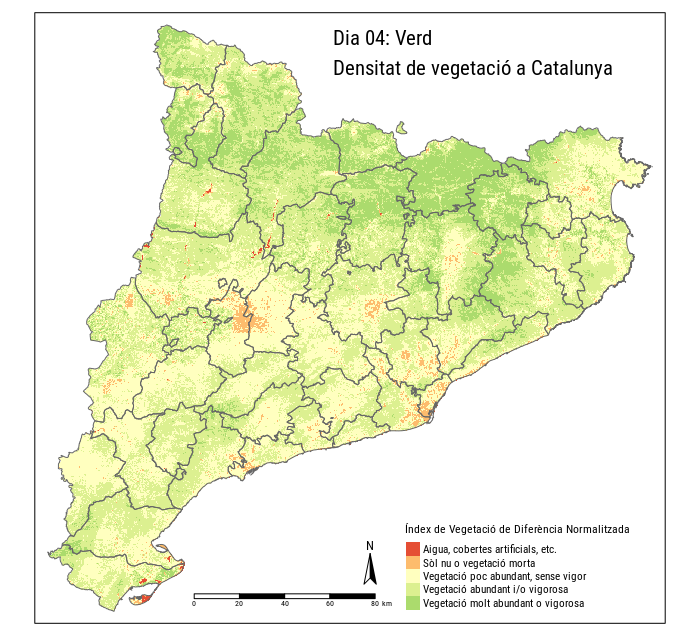 Dia 04: Verd
Densitat de vegetació a Catalunya
Índex de Vegetació de Diferència Normalitzada
Aigua, cobertes artificials, etc.
Sòl nu o vegetació morta
Vegetació poc abundant, sense vigor
Vegetació abundant i/o vigorosa
Vegetació molt abundant o vigorosa
N
0 20 40 60 80 km